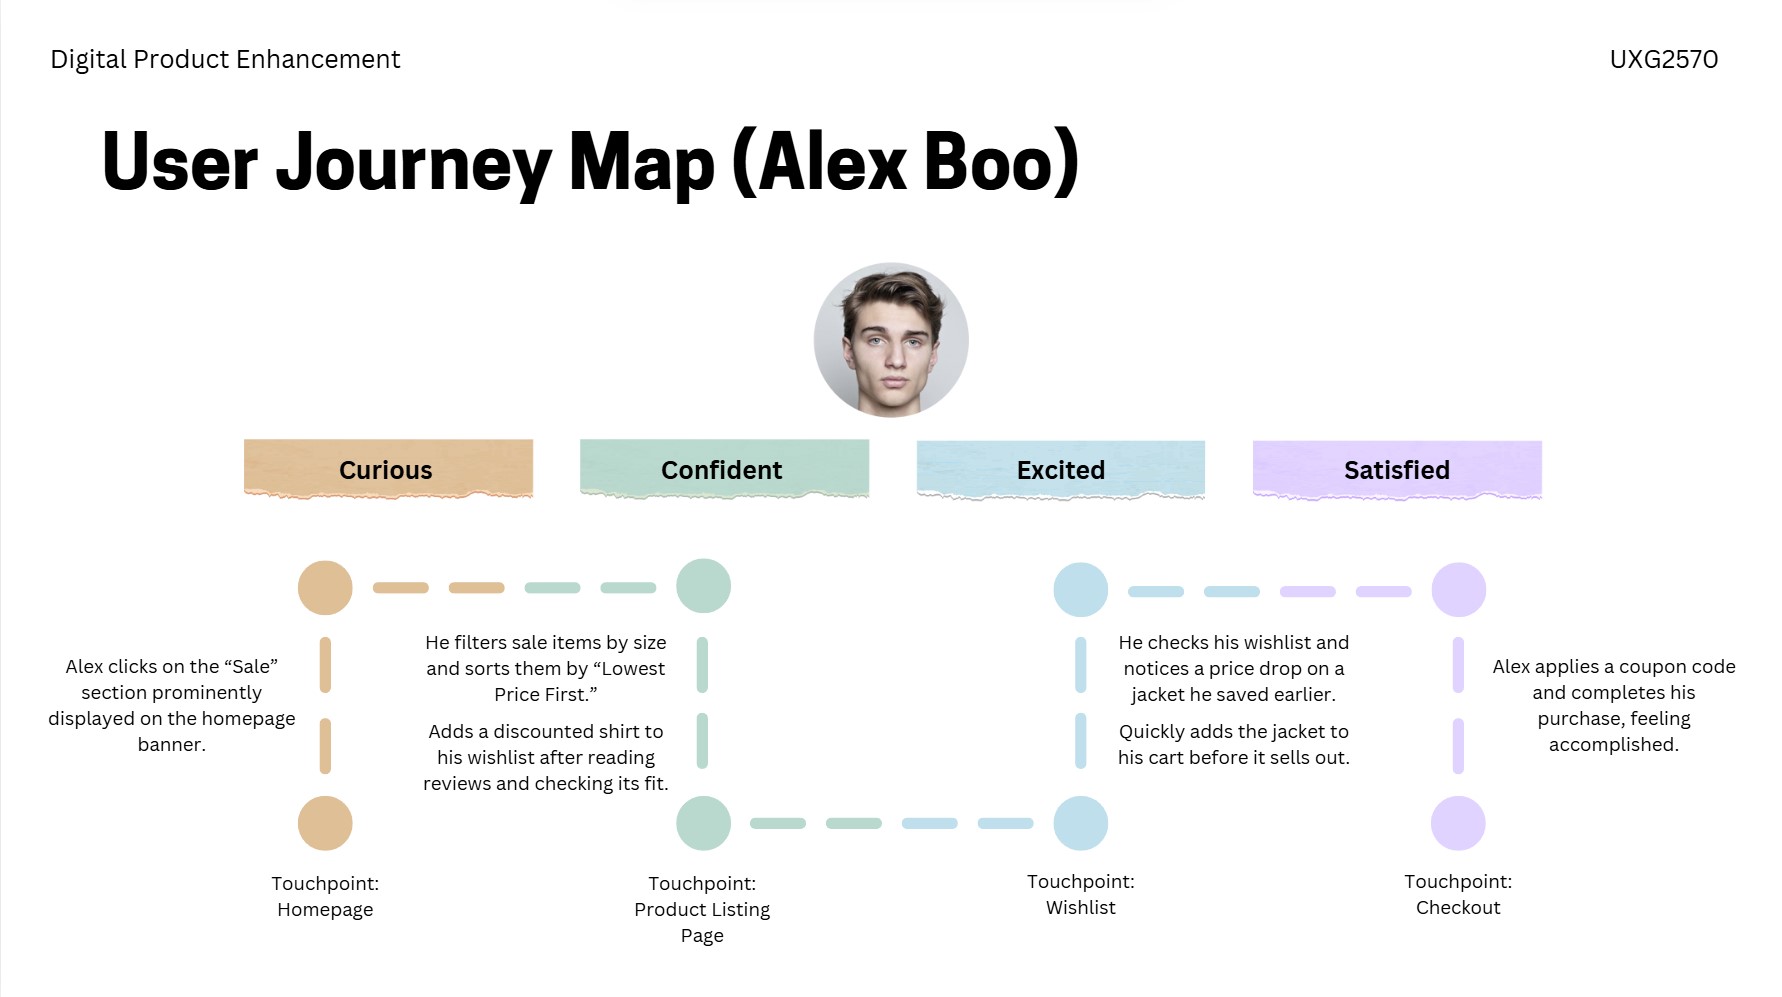 Digital Product Enhancement
UXG2570
User Journey Map (Alex Boo)
Curious
Confident
Excited
Satisfied
Alex clicks on the “Sale”
section prominently
displayed on the homepage
banner.
He filters sale items by size
and sorts them by “Lowest
Price First.”
Adds a discounted shirt to
his wishlist after reading
reviews and checking its fit.
He checks his wishlist and
notices a price drop on a
jacket he saved earlier.
Quickly adds the jacket to
his cart before it sells out.
Alex applies a coupon code
and completes his
purchase, feeling
accomplished.
Touchpoint:
Homepage
Touchpoint:
Product Listing
Page
Touchpoint:
Wishlist
Touchpoint:
Checkout